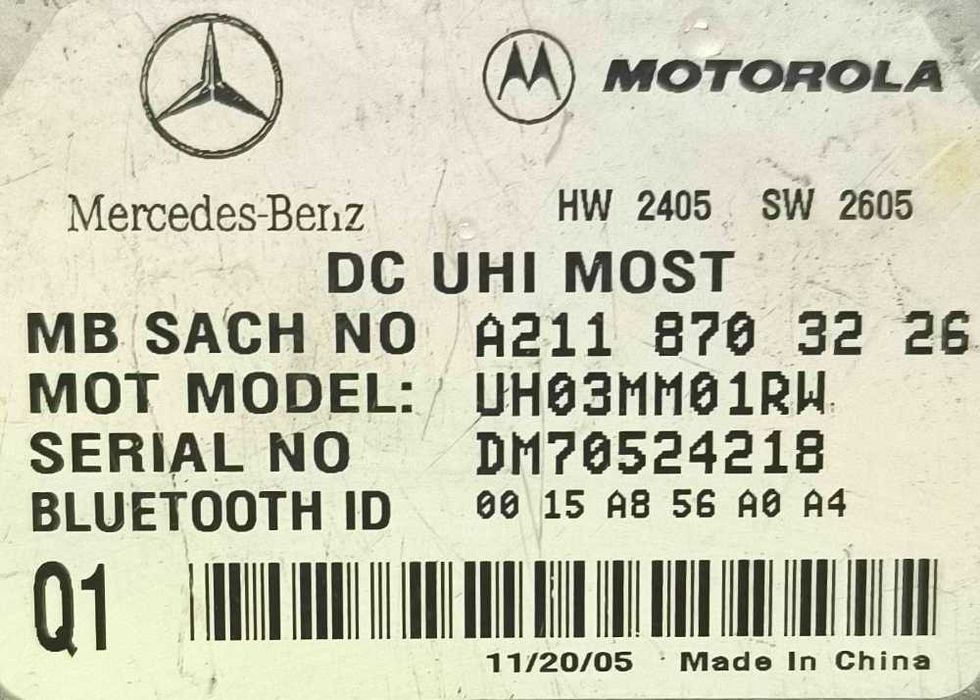 MOTOROLA
Mercedes-Benz
HW 2405 SW 2605
DC UHI MOST
MB SACH NO A211 870 32 26
MOT MODEL: UH03MM01RW
SERIAL NO DM70524218
BLUETOOTH ID 00 15 A8 56 A0 A4
Q1
11/20/05 Made In China